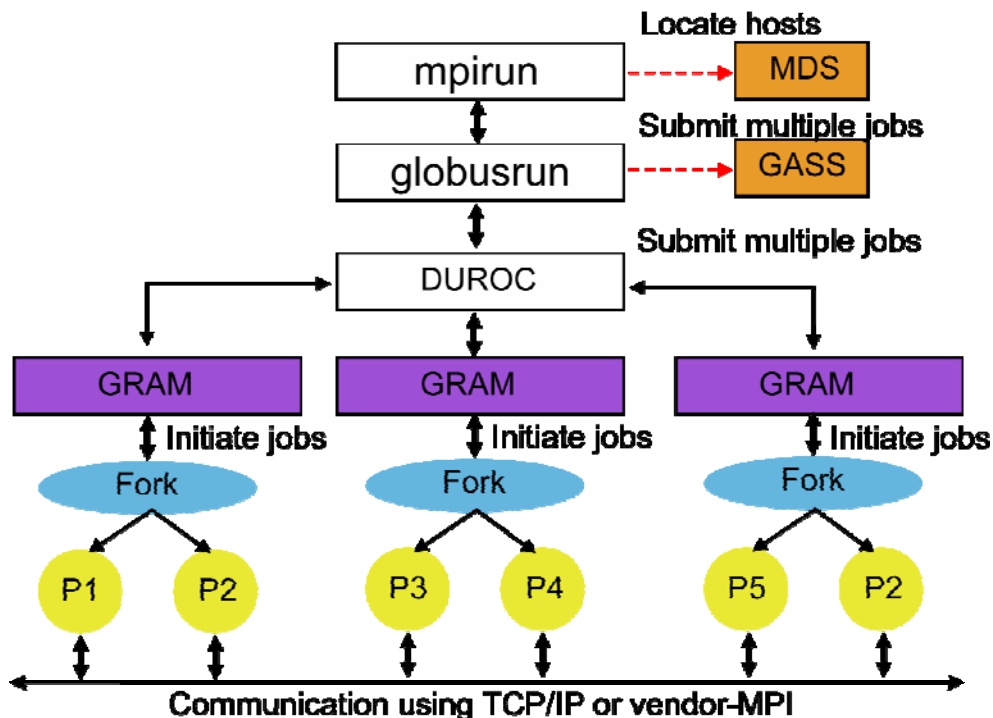 Locate hosts
mpirun
MDS
Submit multiple jobs
globusrun
GASS
Submit multiple jobs
DUROC
GRAM
GRAM
GRAM
Initiate jobs
Initiate jobs
Initiate jobs
Fork
Fork
Fork
P1
P2
P3
P4
P5
P2
Communication using TCP/IP or vendor-MPI